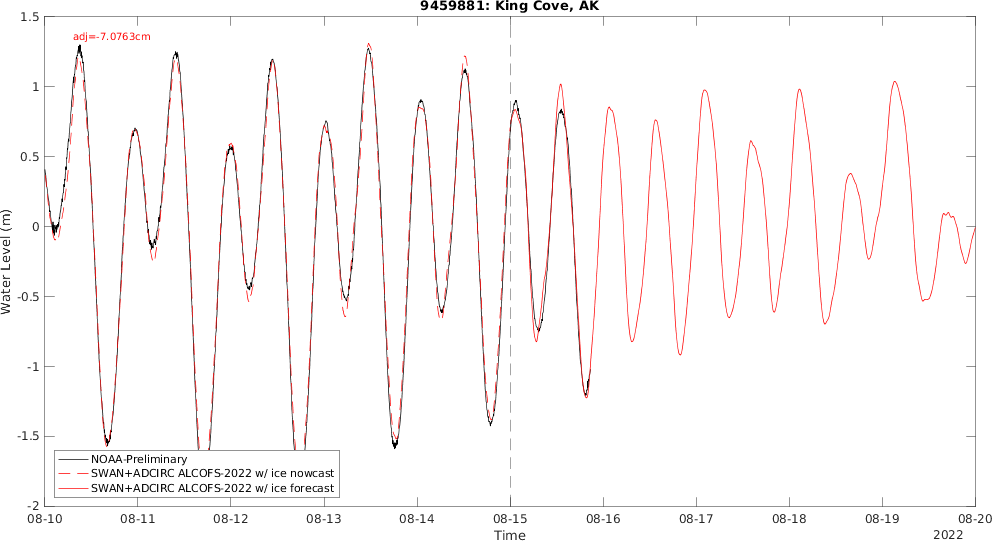 9459881: King Cove, AK
adj=-7.0763cm
1.5
1
0.5
0
-0.5
-1
-1.5
-2
Water Level (m)
NOAA-Preliminary
SWAN+ADCIRC ALCOFS-2022 w/ ice nowcast
SWAN+ADCIRC ALCOFS-2022 w/ ice forecast
08-10 08-11 08-12 08-13 08-14 08-15 08-16 08-17 08-18 08-19 08-20
Time
2022